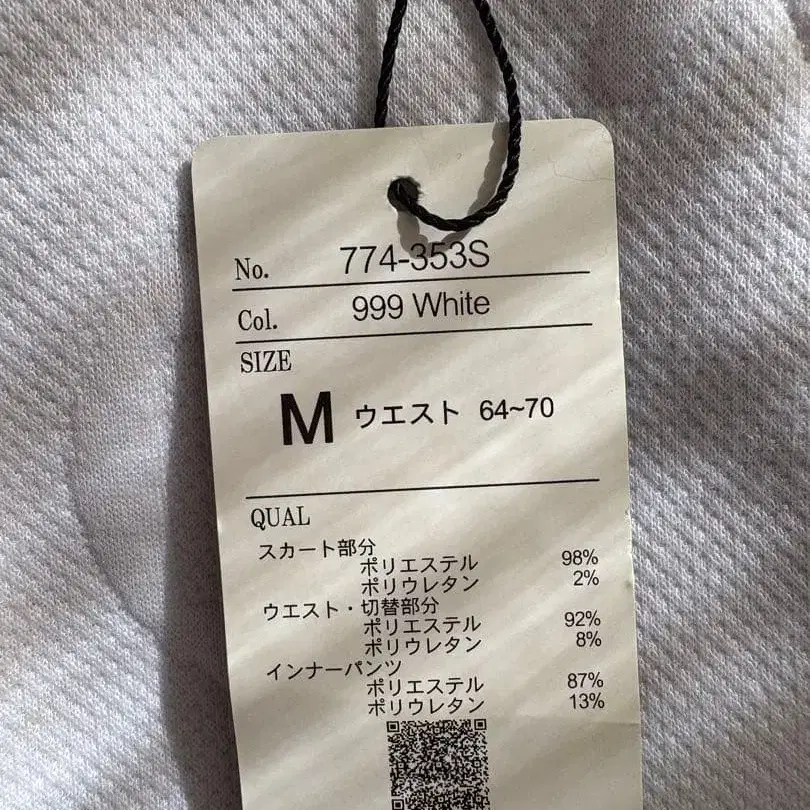 No. 774-353S
Col. 999 White
SIZE
M ウエスト 64~70
QUAL
スカート部分
ポリエステル 98%
ポリウレタン 2%
ウエスト・切替部分
ポリエステル 92%
ポリウレタン 8%
インナーパンツ
ポリエステル 87%
ポリウレタン 13%